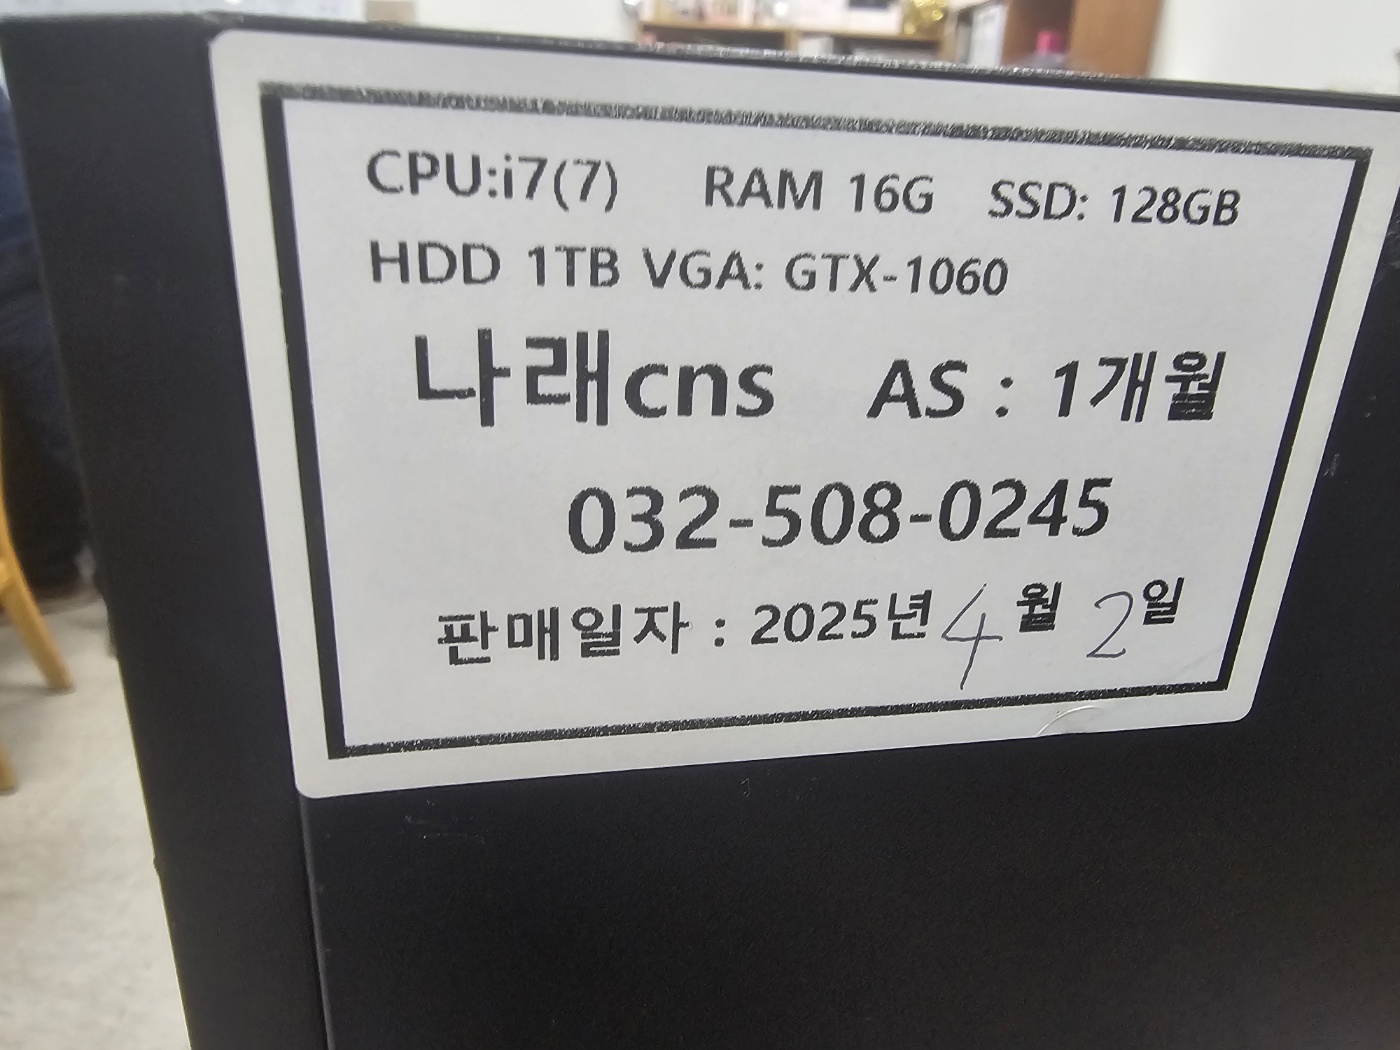 CPU:i7(7) RAM 16G SSD: 128GB
HDD 1TB VGA: GTX-1060
나래cns AS : 1개월
032-508-0245
판매일자 : 2025년 4월 2일